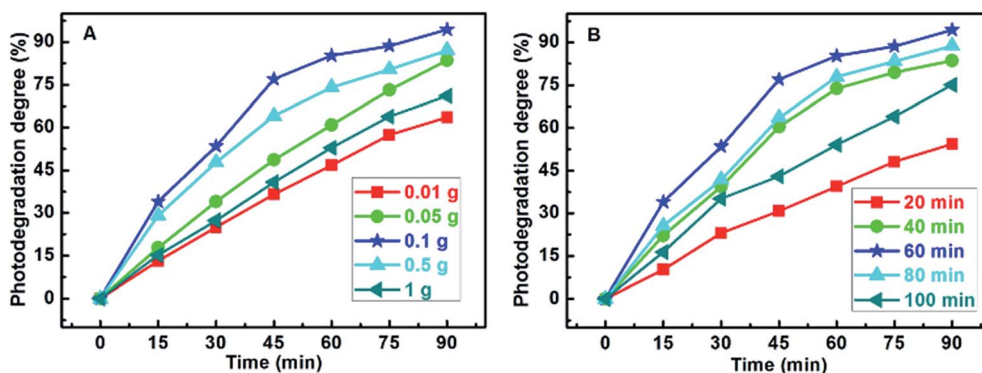 A
Photodegradation degree (%)
90
75
60
45
30
15
0
0.01 g
0.05 g
0.1 g
0.5 g
1 g
0 15 30 45 60 75 90
Time (min)
B
Photodegradation degree (%)
90
75
60
45
30
15
0
20 min
40 min
60 min
80 min
100 min
0 15 30 45 60 75 90
Time (min)